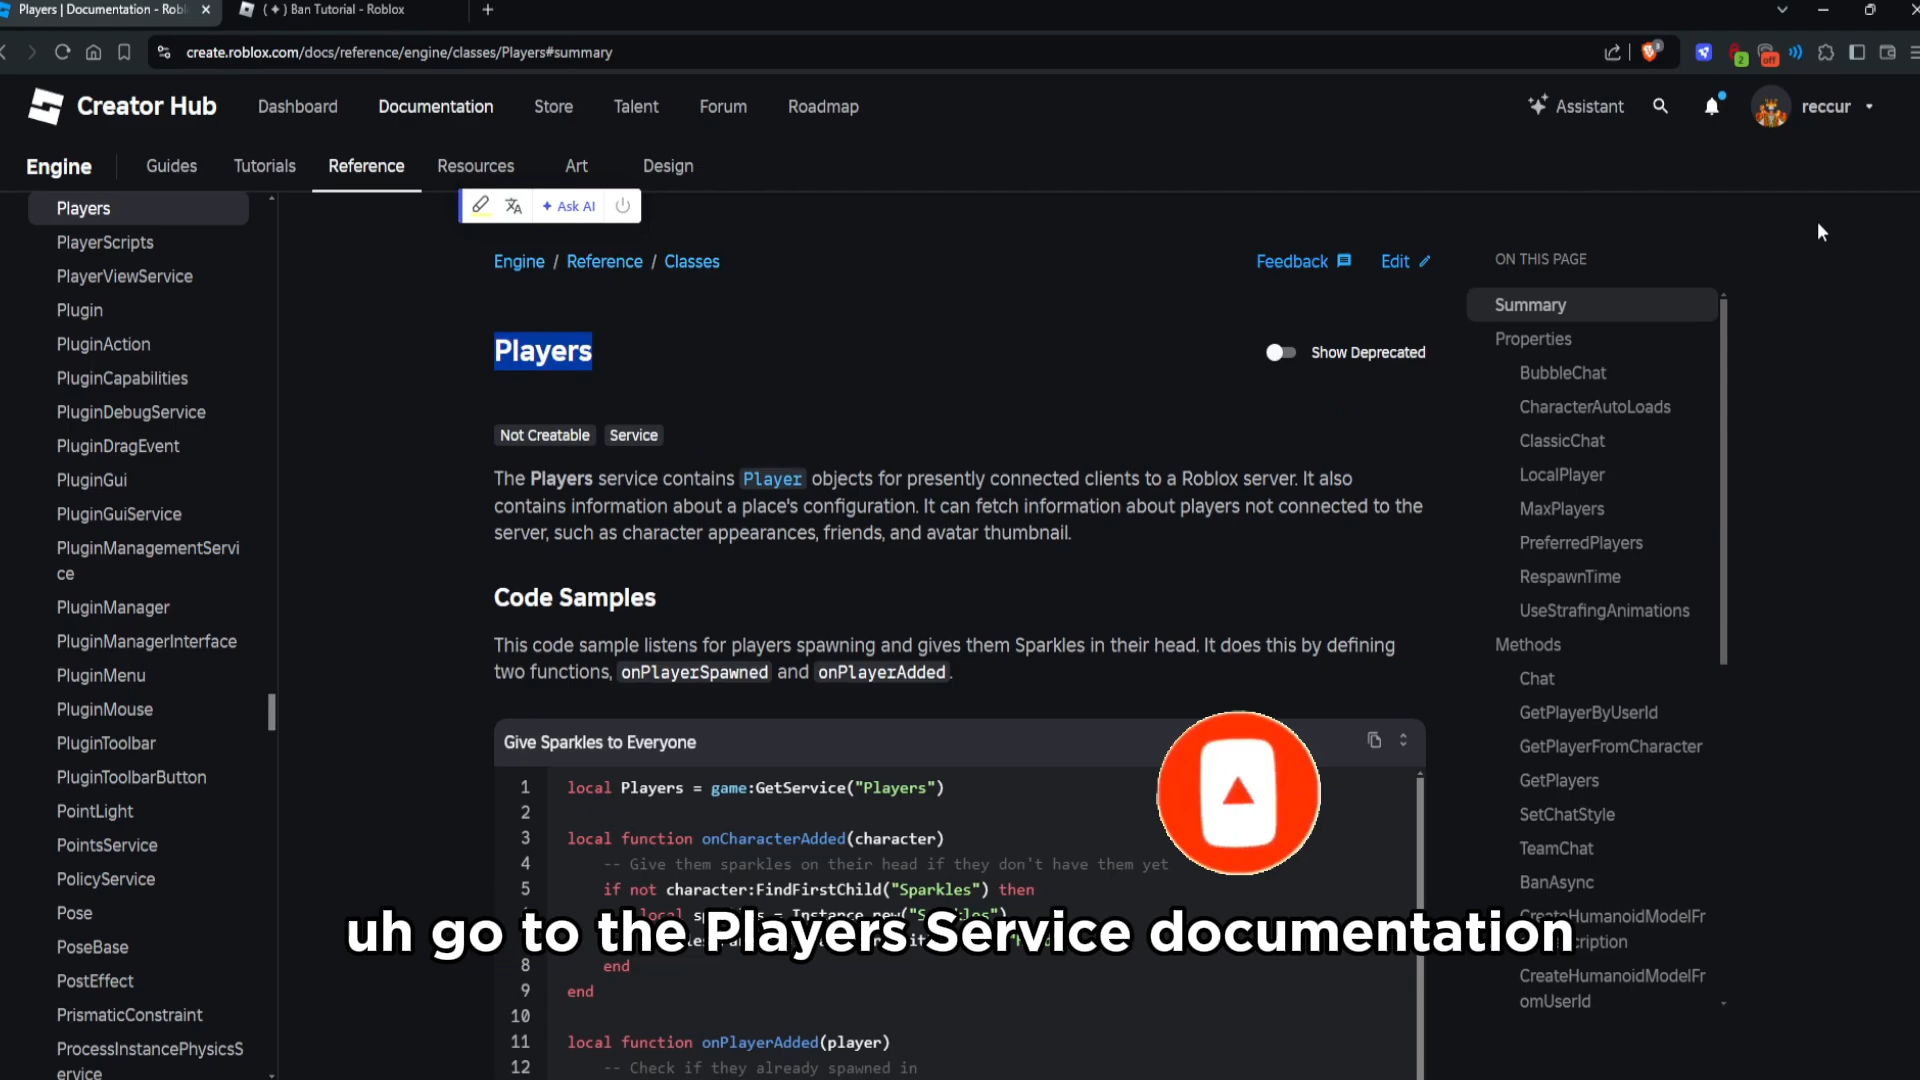 Players | Documentation - Robl
( ✦ ) Ban Tutorial - Roblox
create.roblox.com/docs/reference/engine/classes/Players#summary
2
off
Creator Hub
Dashboard
Documentation
Store
Talent
Forum
Roadmap
Assistant
reccur
Engine
Guides
Tutorials
Reference
Resources
Art
Design
Ask AI
Players
PlayerScripts
PlayerViewService
Plugin
PluginAction
PluginCapabilities
PluginDebugService
PluginDragEvent
PluginGui
PluginGuiService
PluginManagementServi
ce
PluginManager
PluginManagerInterface
PluginMenu
PluginMouse
PluginToolbar
PluginToolbarButton
PointLight
PointsService
PolicyService
Pose
PoseBase
PostEffect
PrismaticConstraint
ProcessInstancePhysicsS
ervice
Engine / Reference / Classes
Feedback
Edit
Players
Show Deprecated
Not Creatable
Service
The Players service contains Player objects for presently connected clients to a Roblox server. It also
contains information about a place's configuration. It can fetch information about players not connected to the
server, such as character appearances, friends, and avatar thumbnail.
Code Samples
This code sample listens for players spawning and gives them Sparkles in their head. It does this by defining
two functions, onPlayerSpawned and onPlayerAdded.
Give Sparkles to Everyone
1 local Players = game:GetService("Players")
2
3 local function onCharacterAdded(character)
4 -- Give them sparkles on their head if they don't have them yet
5 if not character:FindFirstChild("Sparkles") then
local = Instance.new("Sparkles")
uh go to the Players Service documentation
8 end
9 end
10
11 local function onPlayerAdded(player)
12 -- Check if they already spawned in
ON THIS PAGE
Summary
Properties
BubbleChat
CharacterAutoLoads
ClassicChat
LocalPlayer
MaxPlayers
PreferredPlayers
RespawnTime
UseStrafingAnimations
Methods
Chat
GetPlayerByUserId
GetPlayerFromCharacter
GetPlayers
SetChatStyle
TeamChat
BanAsync
CreateHumanoidModelFr
cription
CreateHumanoidModelFr
omUserId